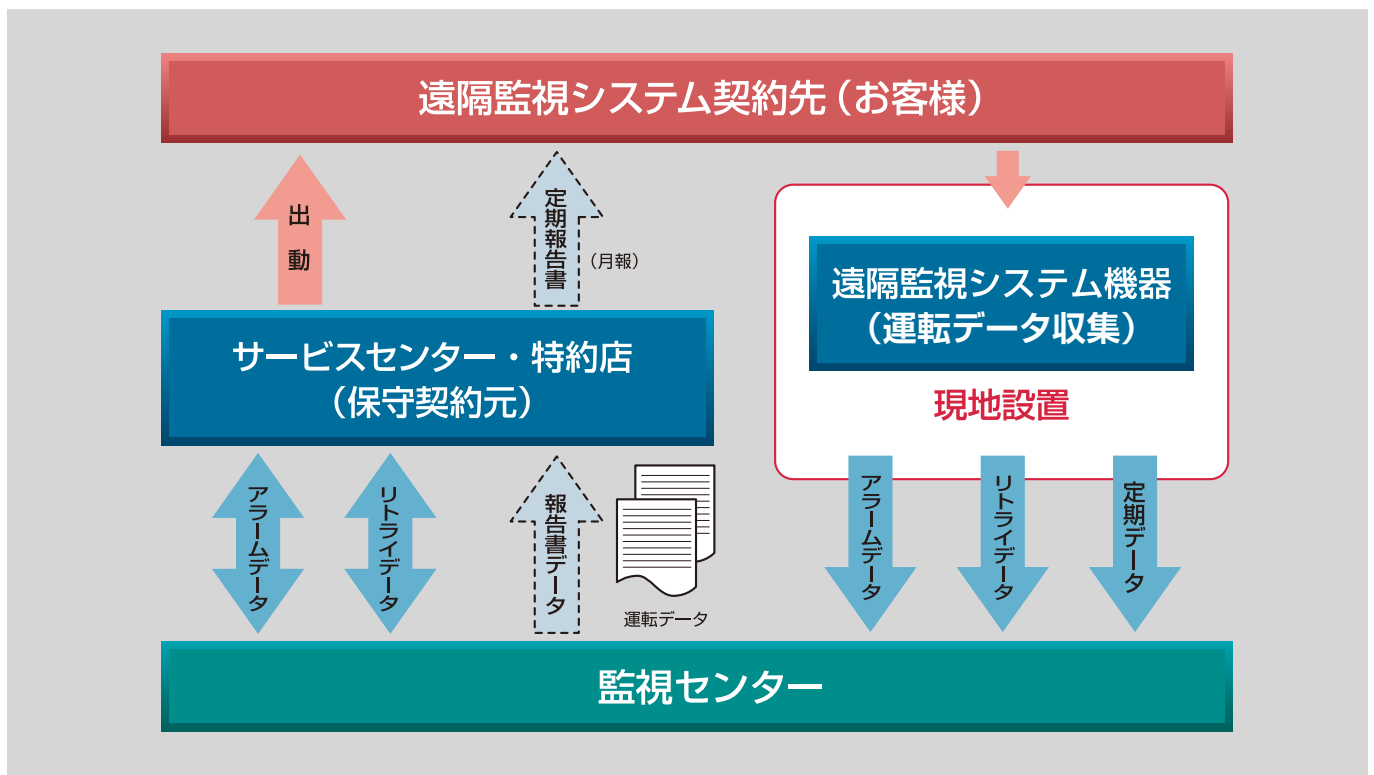 遠隔監視システム契約先（お客様）
出動
定期報告書
（月報）
遠隔監視システム機器
（運転データ収集）
現地設置
サービスセンター・特約店
（保守契約元）
アラームデータ
リトライデータ
報告書データ
運転データ
アラームデータ
リトライデータ
定期データ
監視センター